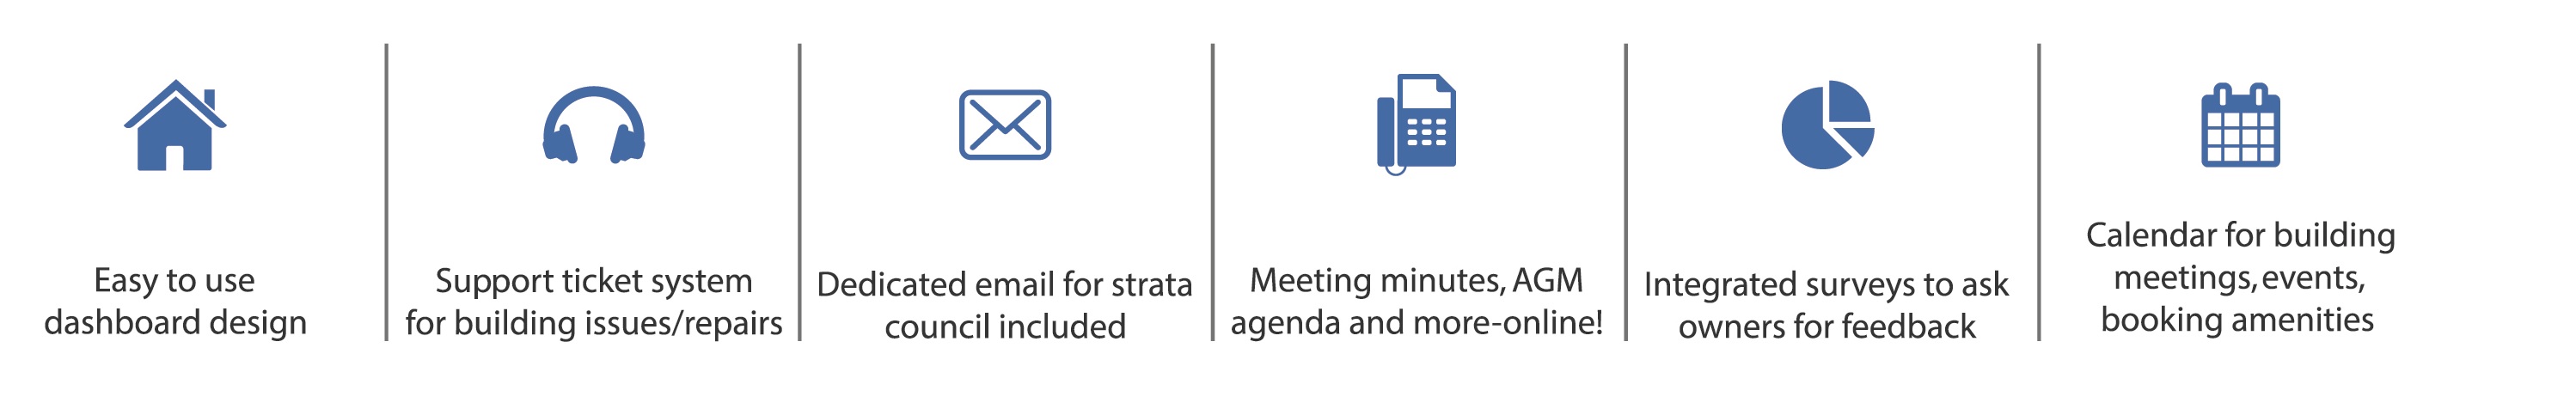 Easy to use
dashboard design
Support ticket system
for building issues/repairs
Dedicated email for strata
council included
Meeting minutes, AGM
agenda and more-online!
Integrated surveys to ask
owners for feedback
Calendar for building
meetings, events,
booking amenities